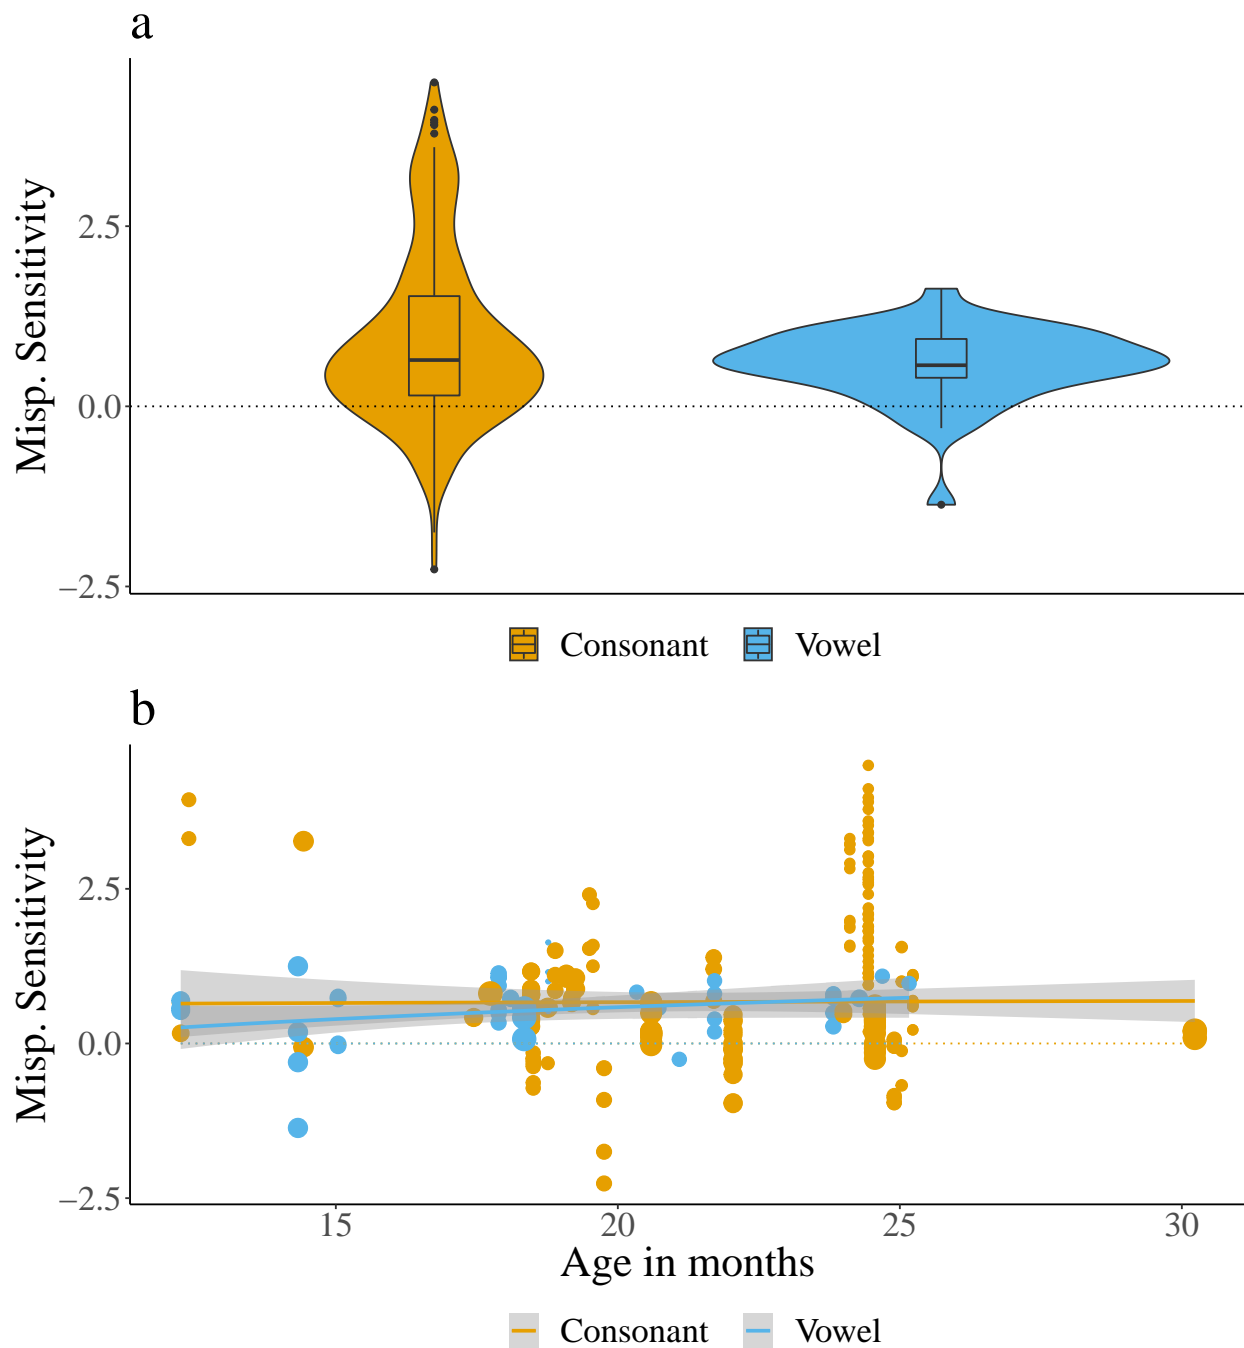 a
Misp. Sensitivity
2.5
0.0
−2.5
Consonant Vowel
b
Misp. Sensitivity
2.5
0.0
−2.5
15 20 25 30
Age in months
Consonant Vowel